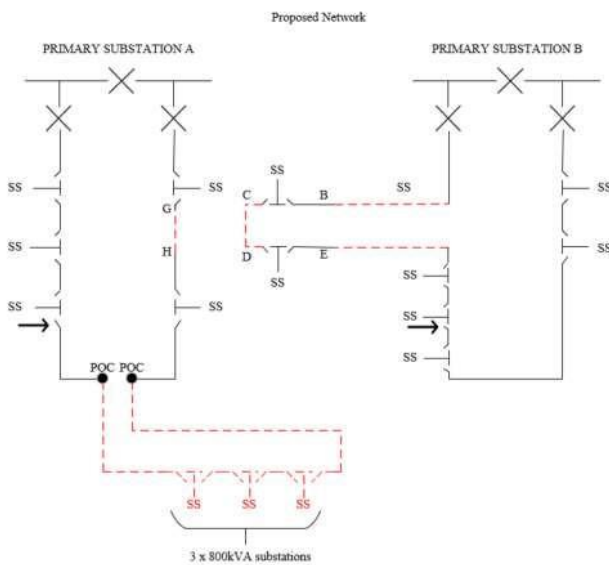 Proposed Network
PRIMARY SUBSTATION A
PRIMARY SUBSTATION B
SS
SS
SS
SS
SS
G
H
SS
C
B
D
E
SS
SS
SS
SS
SS
SS
SS
SS
POC POC
SS SS SS
3 x 800kVA substations